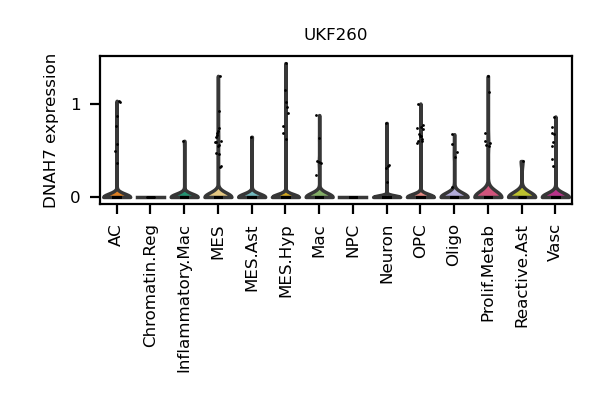 UKF260
DNAH7 expression
1
0
AC
Chromatin.Reg
Inflammatory.Mac
MES
MES.Ast
MES.Hyp
Mac
NPC
Neuron
OPC
Oligo
Prolif.Metab
Reactive.Ast
Vasc